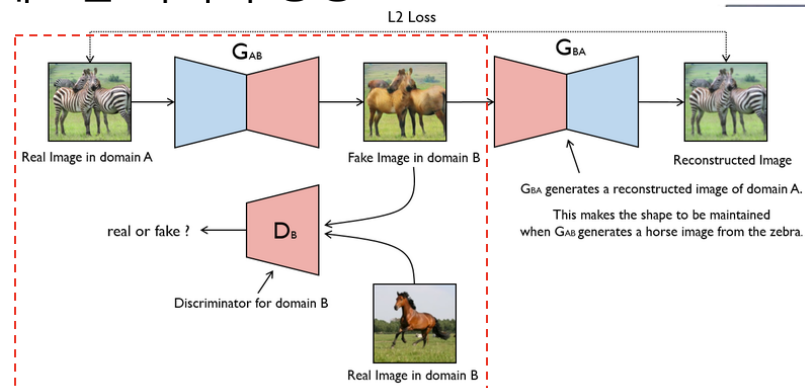 L2 Loss
GAB
GBA
Real Image in domain A
Fake Image in domain B
Reconstructed Image
GBA generates a reconstructed image of domain A.
This makes the shape to be maintained
when GAB generates a horse image from the zebra.
real or fake ?
DB
Discriminator for domain B
Real Image in domain B